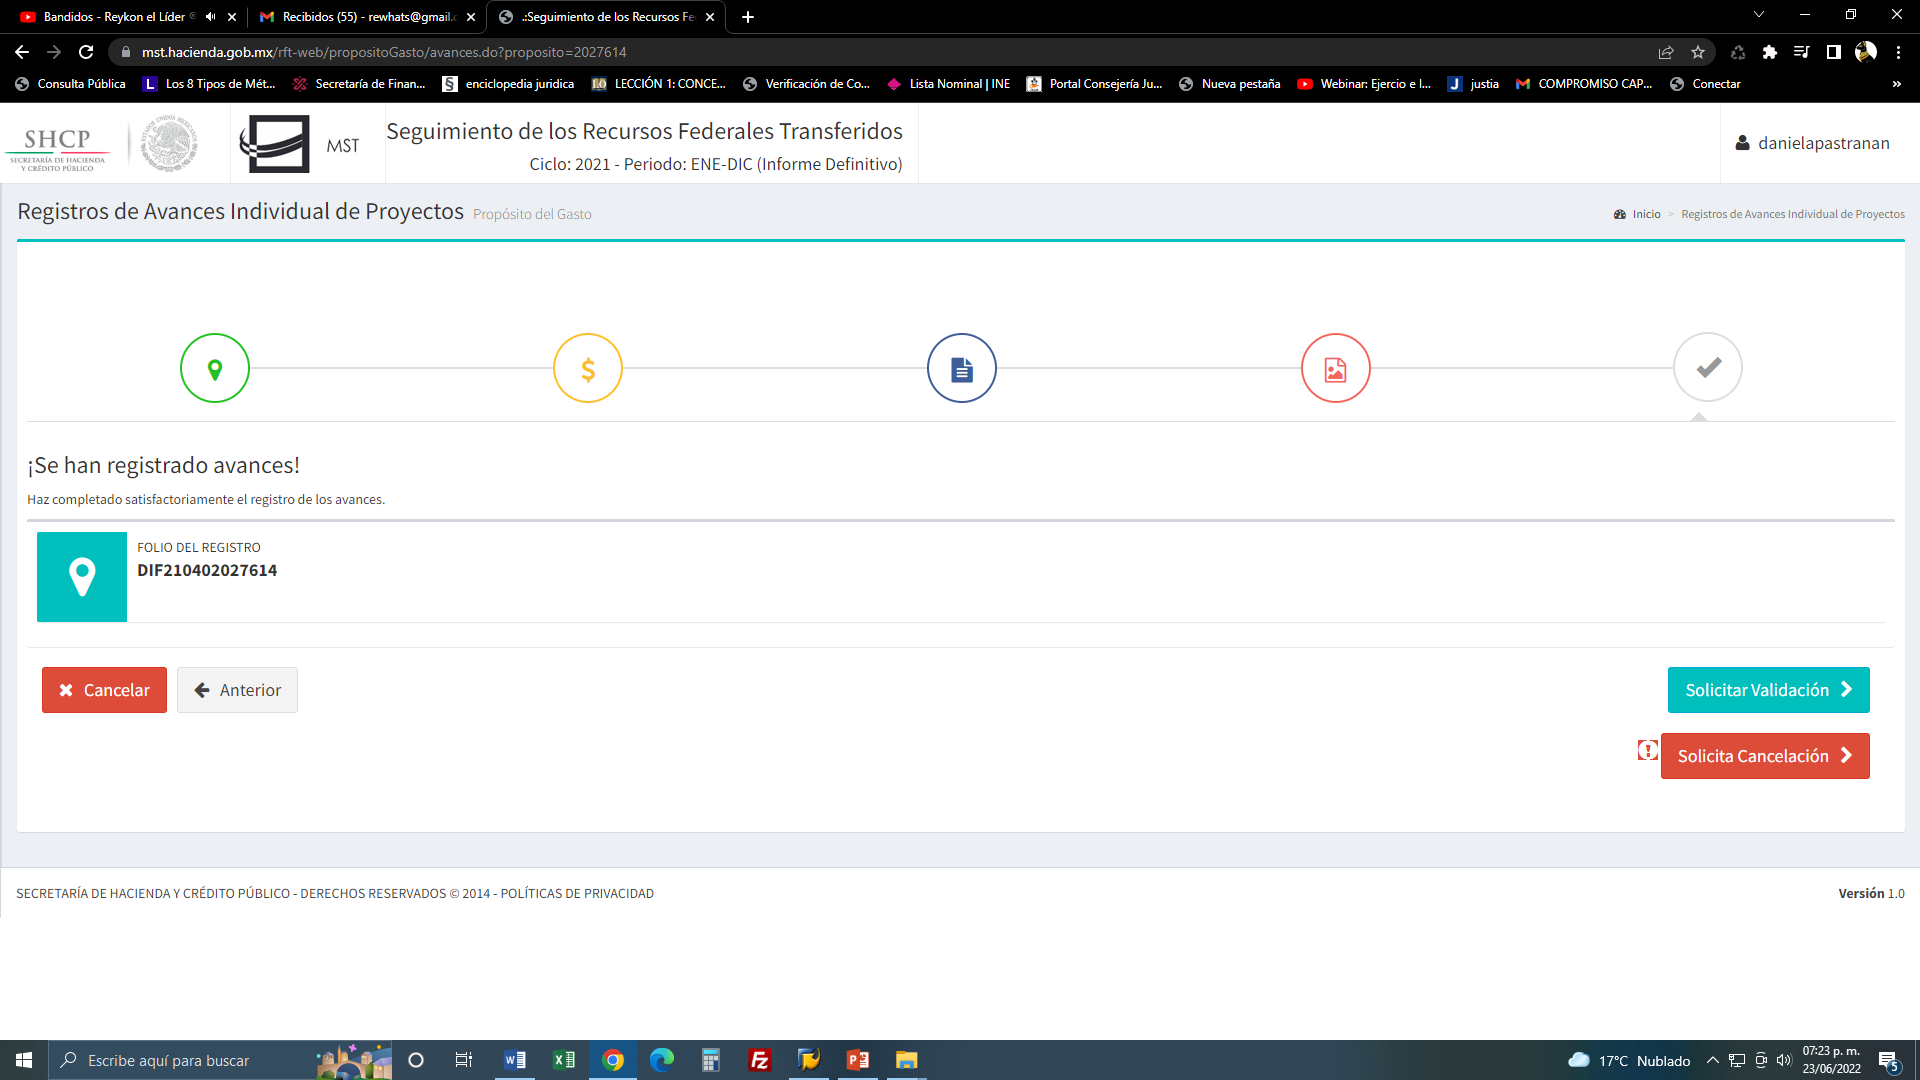 Bandidos - Reykon el Líder
Recibidos (55) - rewhats@gmail.c
.:Seguimiento de los Recursos Fe
mst.hacienda.gob.mx/rft-web/propositoGasto/avances.do?proposito=2027614
Consulta Pública
Los 8 Tipos de Mét...
Secretaría de Finan...
enciclopedia juridica
LECCIÓN 1: CONCE...
Verificación de Co...
Lista Nominal | INE
Portal Consejería Ju...
Nueva pestaña
Webinar: Ejercio e I...
justia
COMPROMISO CAP...
Conectar
»
SHCP
SECRETARÍA DE HACIENDA
Y CRÉDITO PÚBLICO
ESTADOS UNIDOS MEXICANOS
MST
Seguimiento de los Recursos Federales Transferidos
Ciclo: 2021 - Periodo: ENE-DIC (Informe Definitivo)
danielapastranan
Registros de Avances Individual de Proyectos Propósito del Gasto
Inicio > Registros de Avances Individual de Proyectos
$
¡Se han registrado avances!
Haz completado satisfactoriamente el registro de los avances.
FOLIO DEL REGISTRO
DIF210402027614
Cancelar
Anterior
Solicitar Validación
Solicita Cancelación
SECRETARÍA DE HACIENDA Y CRÉDITO PÚBLICO - DERECHOS RESERVADOS © 2014 - POLÍTICAS DE PRIVACIDAD
Versión 1.0
Escribe aquí para buscar
17°C Nublado
07:23 p. m.
23/06/2022
5